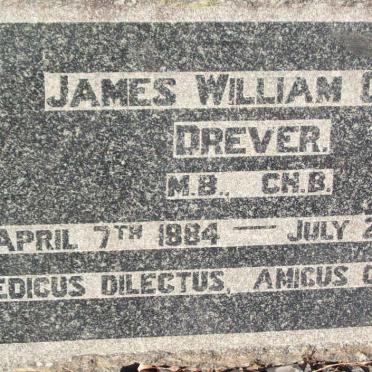 JAMES WILLIAM
DREVER.
M.B., CH.B.
APRIL 7TH 1884 — JULY
EDICUS DILECTUS, AMICUS